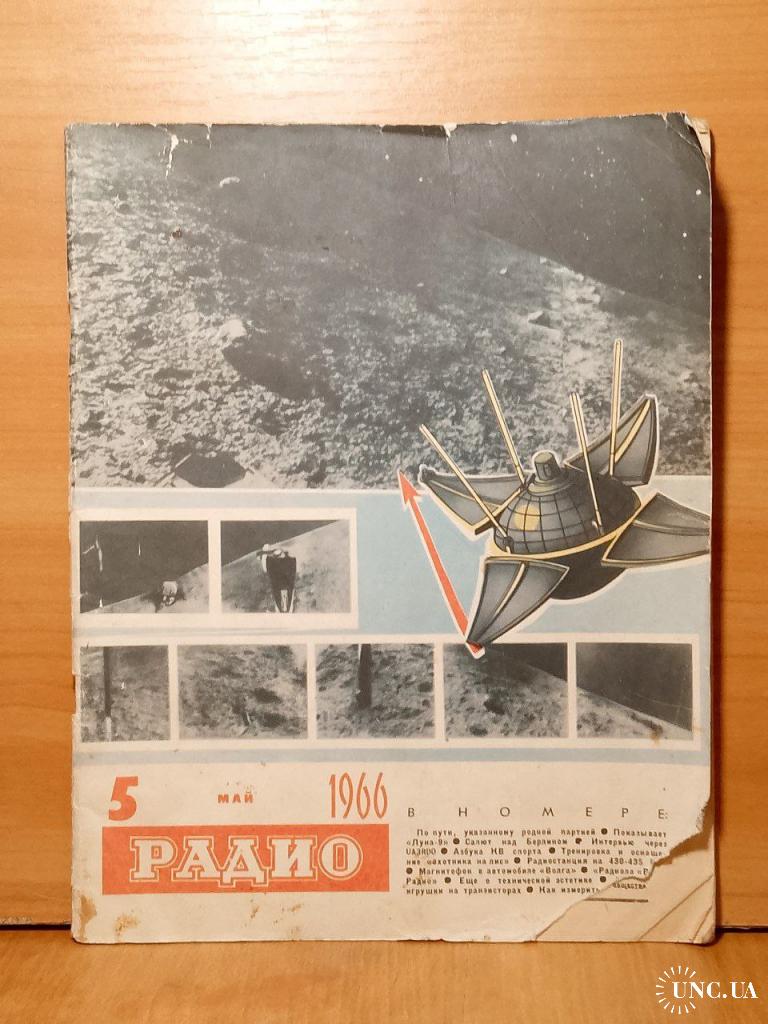 5 МАЙ 1966
РАДИО
В НОМЕРЕ:
По пути, указанному родной партией ● Показывает
«Луна-9» ● Салют над Берлином ● Интервью через
UA3RDO ● Азбука КВ спорта ● Тренировка и оснаще-
ние «охотника на лис» ● Радиостанция на 430-435
● Магнитофон в автомобиле «Волга» ● «Радиола
Радио» ● Еще о технической эстетике ●
игрушки на транзисторах ● Как измерить
UNC.UA